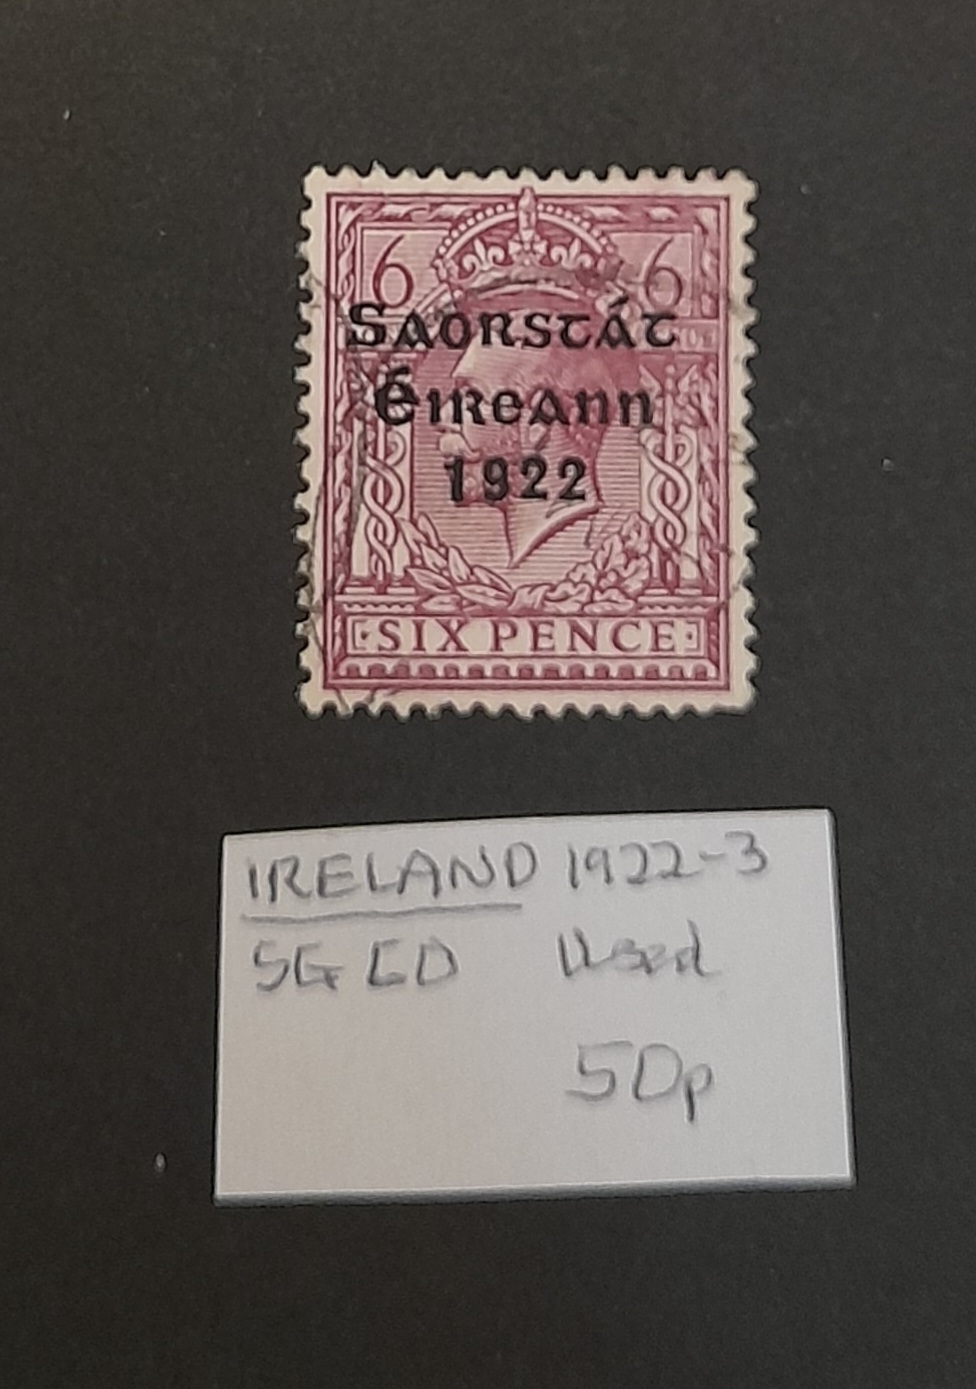 6 6
Saorstát
Éireann
1922
SIX PENCE
IRELAND 1922-3
SG 60 Used
50p